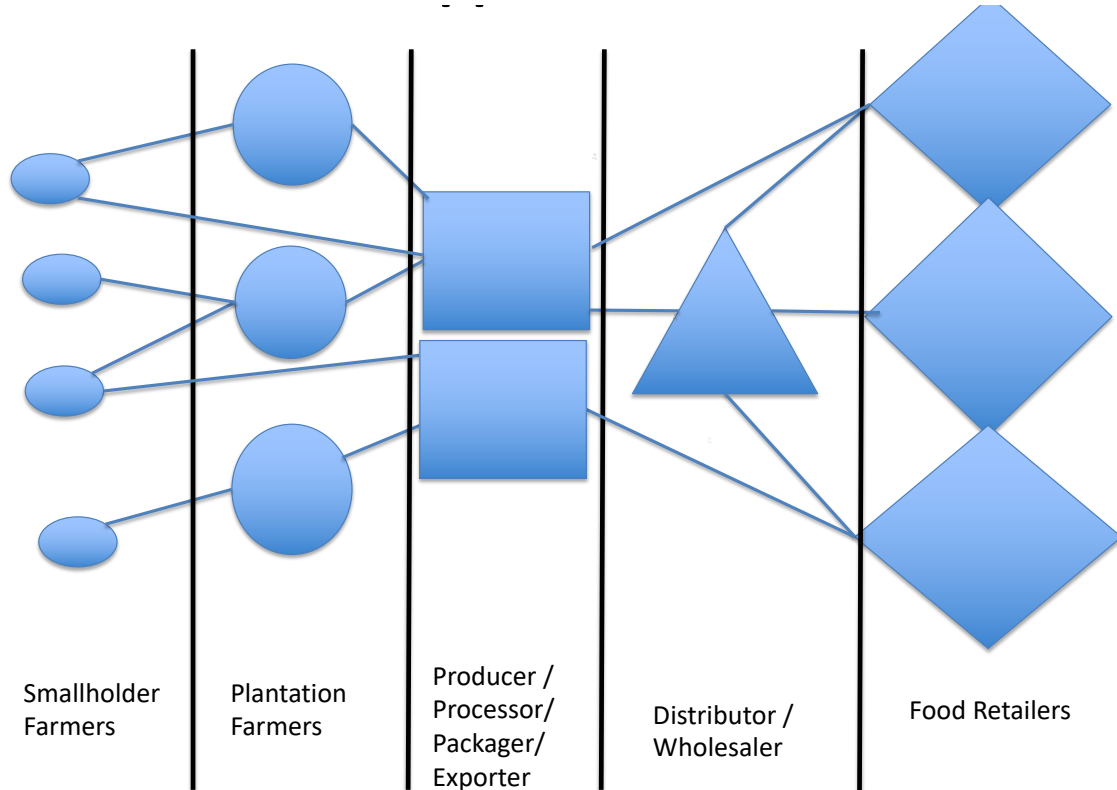 Smallholder
Farmers
Plantation
Farmers
Producer /
Processor/
Packager/
Exporter
Distributor /
Wholesaler
Food Retailers